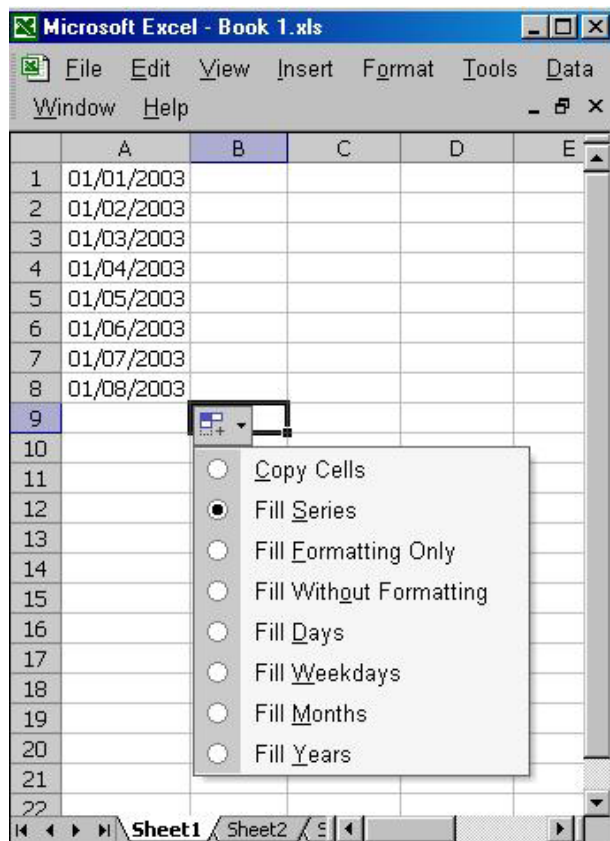 Microsoft Excel - Book 1.xls
File Edit View Insert Format Tools Data
Window Help
A B C D E
1 01/01/2003
2 01/02/2003
3 01/03/2003
4 01/04/2003
5 01/05/2003
6 01/06/2003
7 01/07/2003
8 01/08/2003
9
10
11 Copy Cells
12 Fill Series
13 Fill Formatting Only
14
15 Fill Without Formatting
16 Fill Days
17 Fill Weekdays
18
19 Fill Months
20 Fill Years
21
22
Sheet1 Sheet2 S